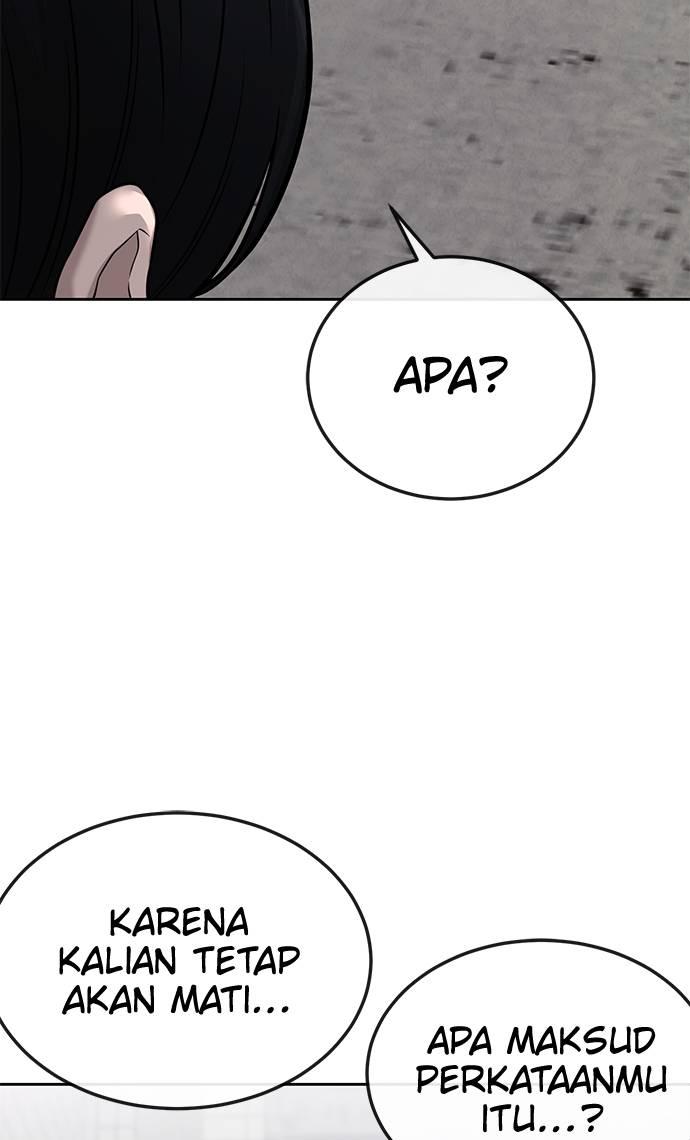 APA?
KARENA
KALIAN TETAP
AKAN MATI...
APA MAKSUD
PERKATAANMU
ITU...?